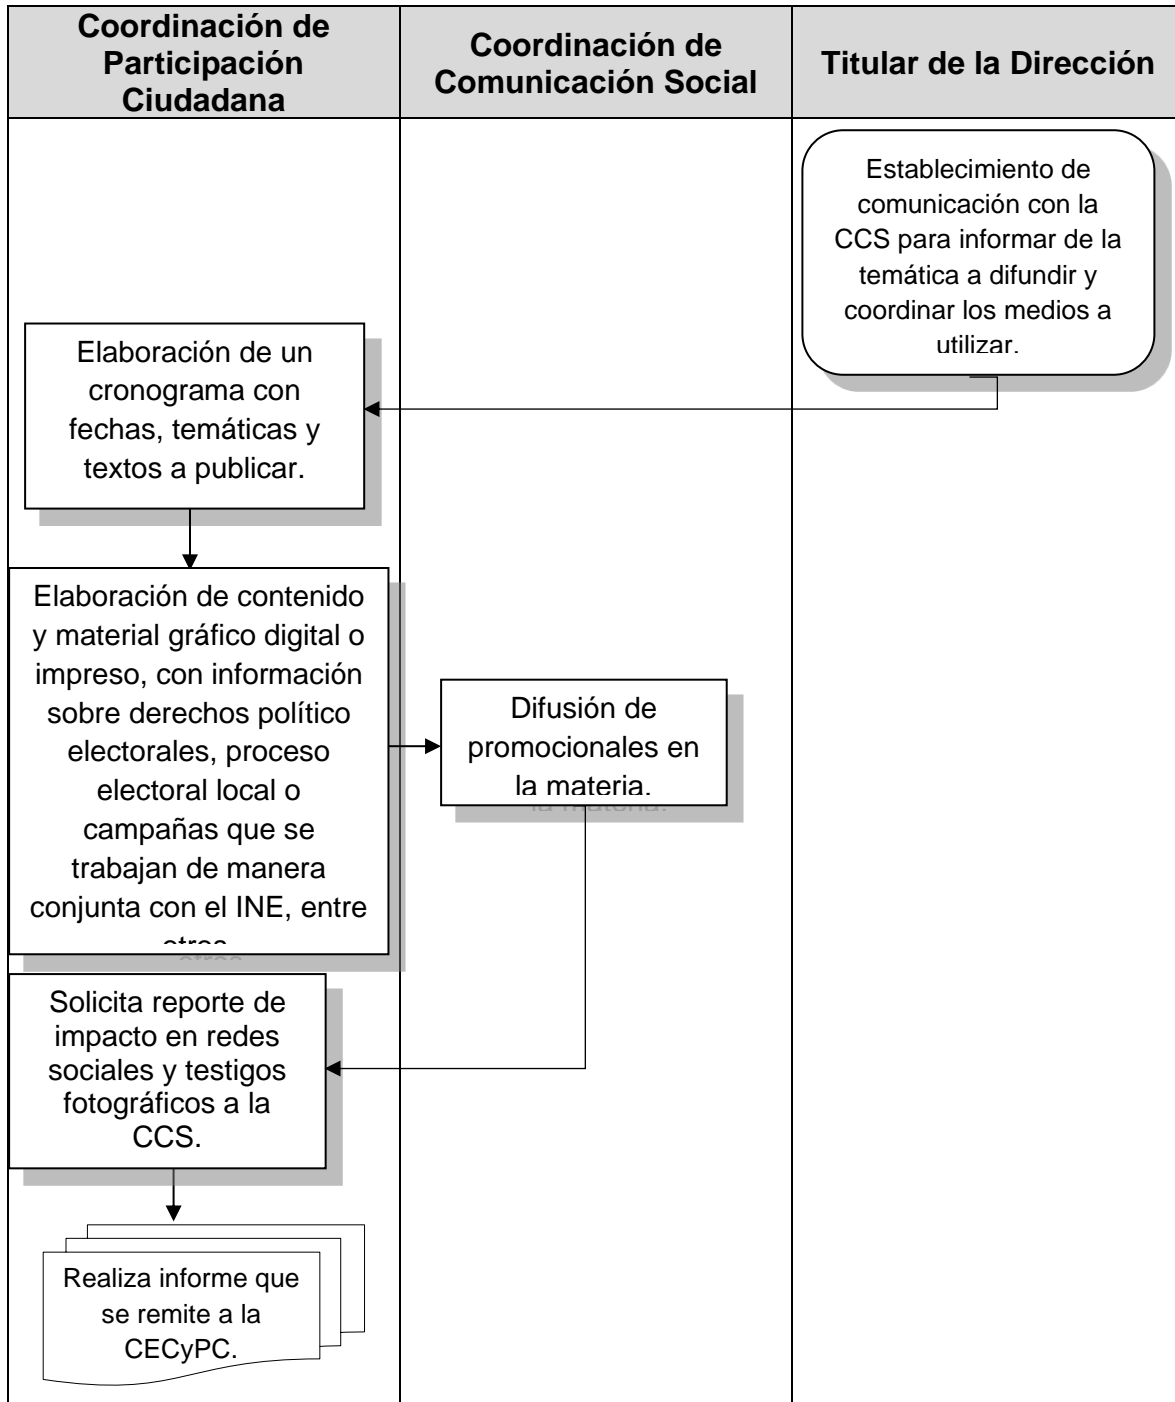 Coordinación de
Participación
Ciudadana
Coordinación de
Comunicación Social
Titular de la Dirección
Establecimiento de
comunicación con la
CCS para informar de la
temática a difundir y
coordinar los medios a
utilizar.
Elaboración de un
cronograma con
fechas, temáticas y
textos a publicar.
Elaboración de contenido
y material gráfico digital o
impreso, con información
sobre derechos político
electorales, proceso
electoral local o
campañas que se
trabajan de manera
conjunta con el INE, entre
otros
Difusión de
promocionales en
la materia.
Solicita reporte de
impacto en redes
sociales y testigos
fotográficos a la
CCS.
Realiza informe que
se remite a la
CECyPC.